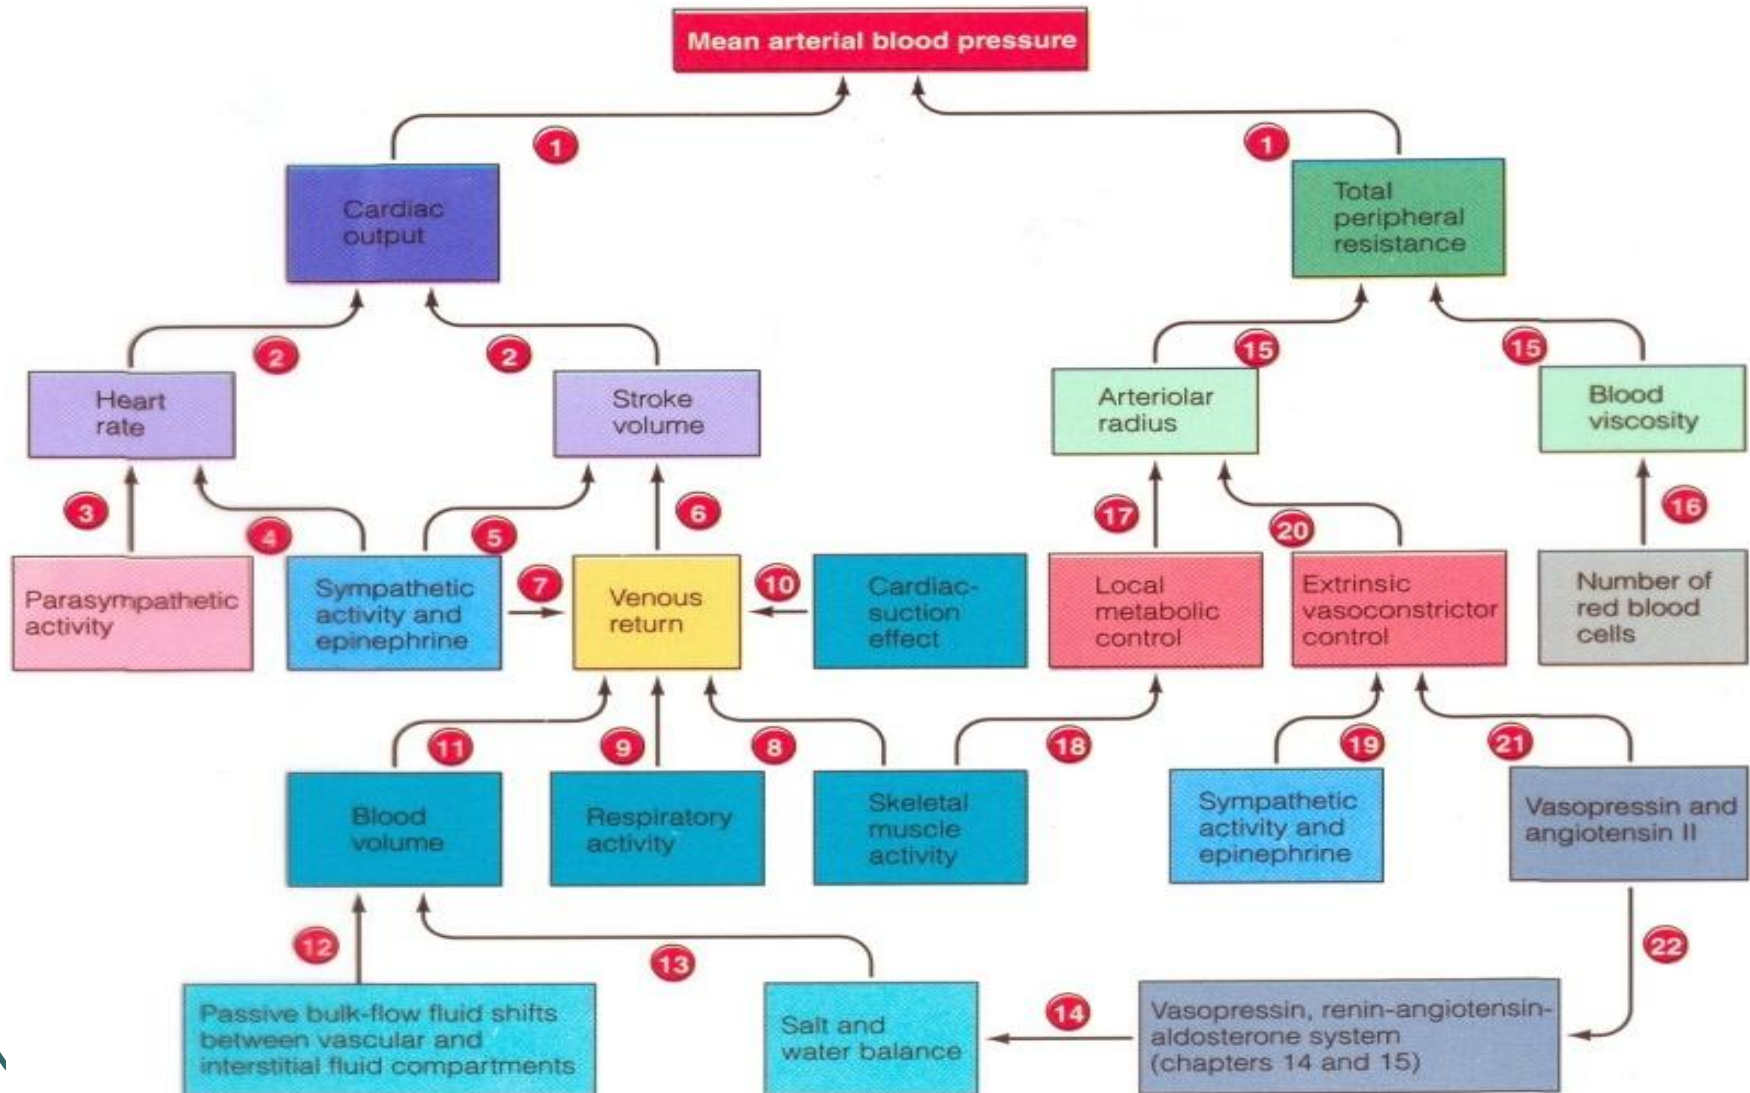 Mean arterial blood pressure
1
1
Cardiac
output
Total
peripheral
resistance
2
2
15
15
Heart
rate
Stroke
volume
Arteriolar
radius
Blood
viscosity
3
4
5
6
17
20
16
Parasympathetic
activity
Sympathetic
activity and
epinephrine
7
Venous
return
10
Cardiac-
suction
effect
Local
metabolic
control
Extrinsic
vasoconstrictor
control
Number of
red blood
cells
11
9
8
18
19
21
Blood
volume
Respiratory
activity
Skeletal
muscle
activity
Sympathetic
activity and
epinephrine
Vasopressin and
angiotensin II
12
13
22
Passive bulk-flow fluid shifts
between vascular and
interstitial fluid compartments
Salt and
water balance
14
Vasopressin, renin-angiotensin-
aldosterone system
(chapters 14 and 15)